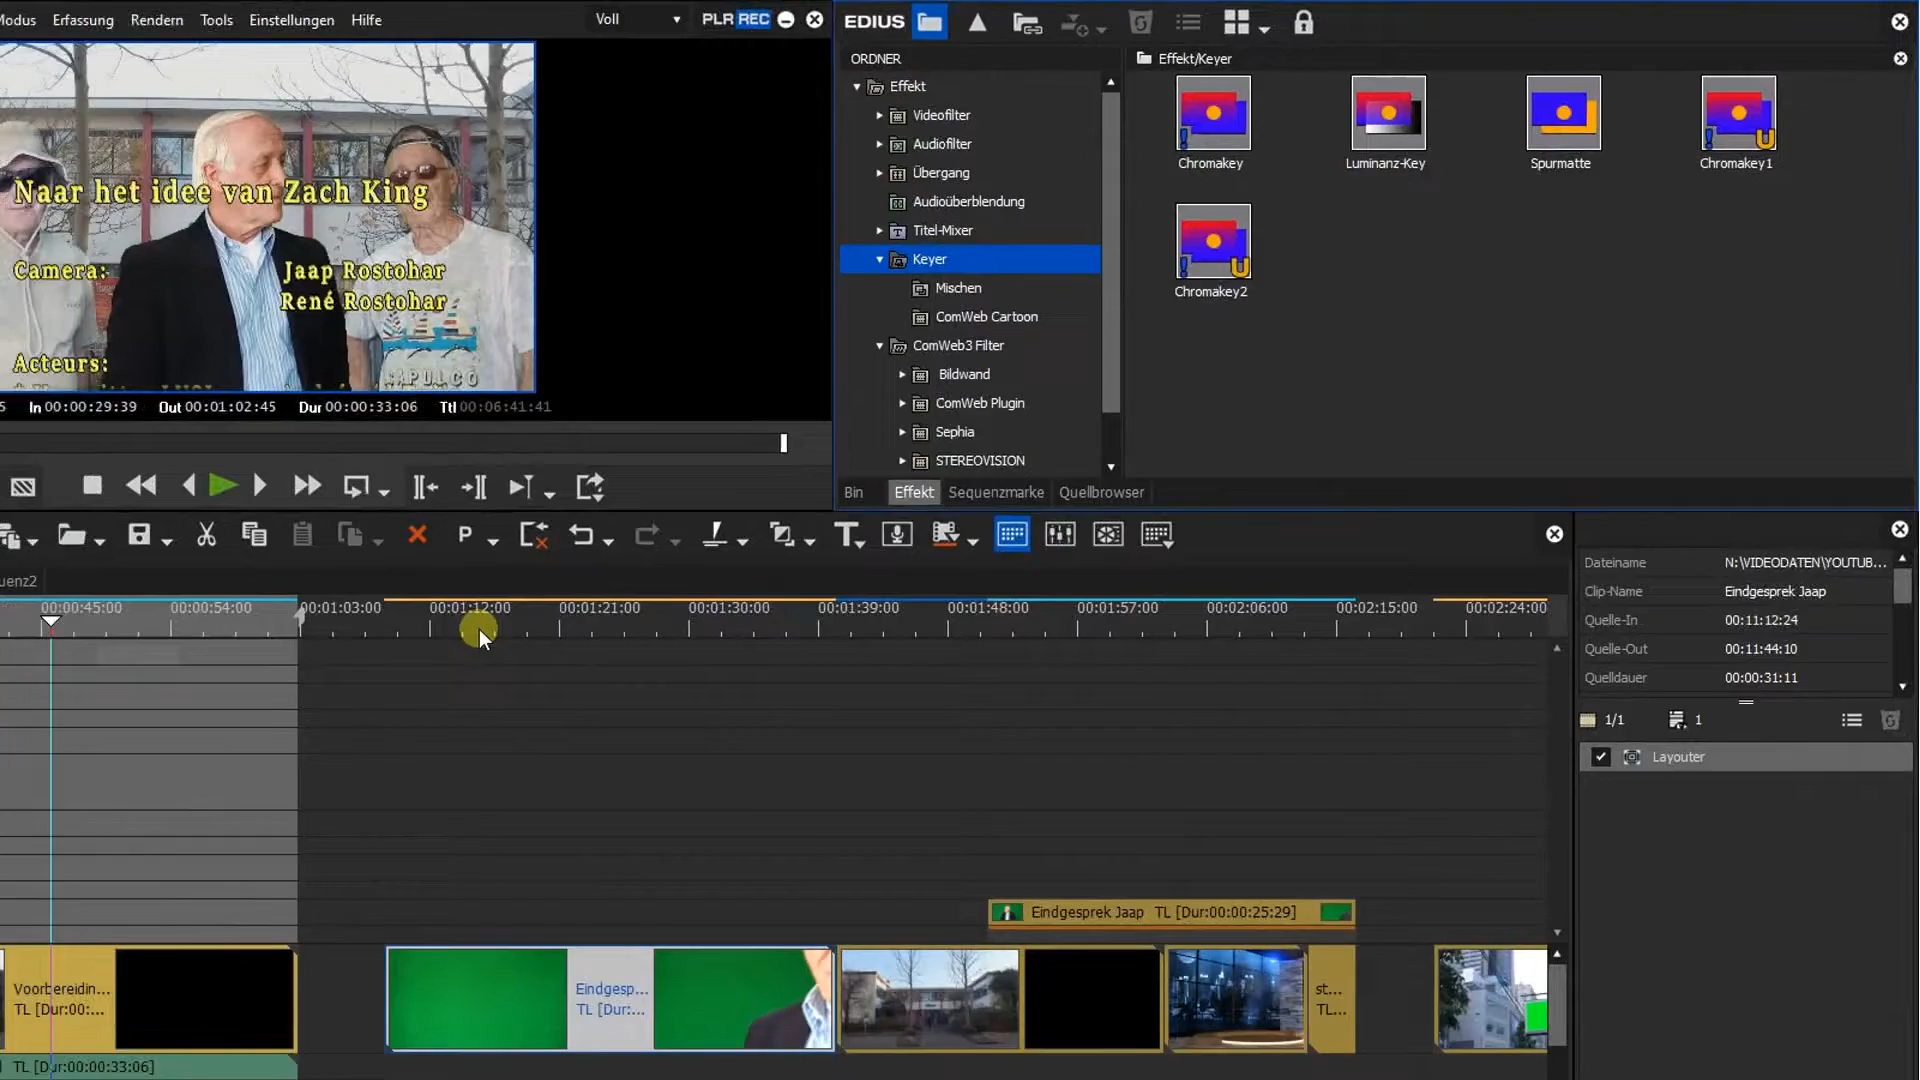 Modus Erfassung Rendern Tools Einstellungen Hilfe
Voll
PLR REC
EDIUS
ORDNER
Effekt/Keyer
Effekt
Videofilter
Audiofilter
Übergang
Audioüberblendung
Titel-Mixer
Keyer
Mischen
ComWeb Cartoon
ComWeb3 Filter
Bildwand
ComWeb Plugin
Sephia
STEREOVISION
Chromakey
Luminanz-Key
Spurmatte
Chromakey1
Chromakey2
Naar het idee van Zach King
Camera: Jaap Rostohar
René Rostohar
Acteurs:
5 In 00:00:29:39 Out 00:01:02:45 Dur 00:00:33:06 Ttl 00:06:41:41
Bin Effekt Sequenzmarke Quellbrowser
P
T
uenz2
00:00:45:00 00:00:54:00 00:01:03:00 00:01:12:00 00:01:21:00 00:01:30:00 00:01:39:00 00:01:48:00 00:01:57:00 00:02:06:00 00:02:15:00 00:02:24:00
Eindgesprek Jaap TL [Dur:00:00:25:29]
Voorbereidin...
TL [Dur:00:...
Eindgesp...
TL [Dur:...
st...
TL...
TL [Dur:00:00:33:06]
Dateiname N:\VIDEODATEN\YOUTUB...
Clip-Name Eindgesprek Jaap
Quelle-In 00:11:12:24
Quelle-Out 00:11:44:10
Quelldauer 00:00:31:11
1/1 1
Layouter